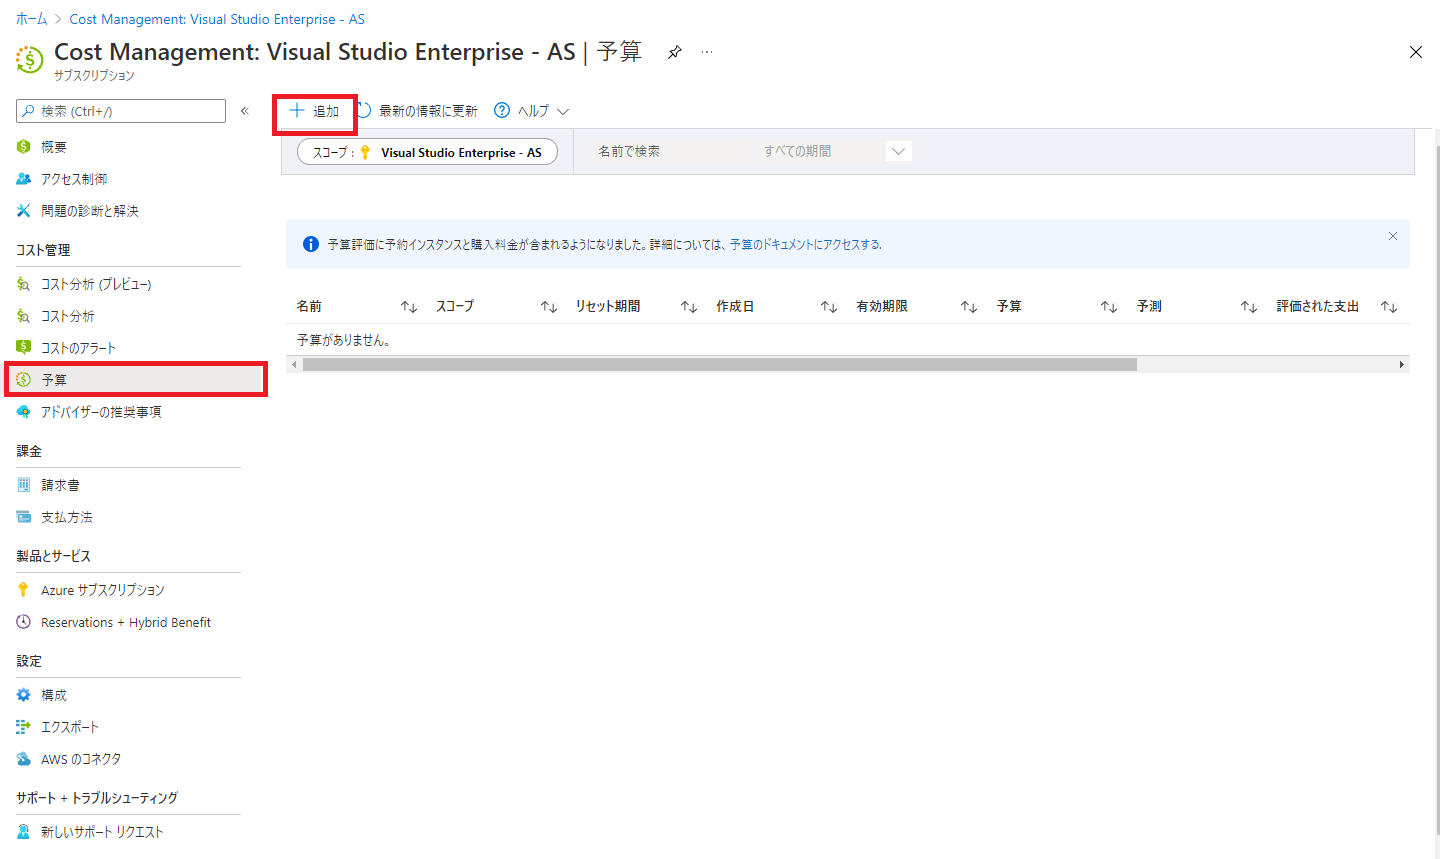 ホーム > Cost Management: Visual Studio Enterprise - AS
Cost Management: Visual Studio Enterprise - AS | 予算
サブスクリプション
検索 (Ctrl+/)
追加 最新の情報に更新 ヘルプ
概要
アクセス制御
問題の診断と解決
コスト管理
コスト分析 (プレビュー)
コスト分析
コストのアラート
予算
アドバイザーの推奨事項
課金
請求書
支払方法
製品とサービス
Azure サブスクリプション
Reservations + Hybrid Benefit
設定
構成
エクスポート
AWS のコネクタ
サポート + トラブルシューティング
新しいサポート リクエスト
スコープ : Visual Studio Enterprise - AS 名前で検索 すべての期間
予算評価に予約インスタンスと購入料金が含まれるようになりました。詳細については、予算のドキュメントにアクセスする.
名前 スコープ リセット期間 作成日 有効期限 予算 予測 評価された支出
予算がありません。